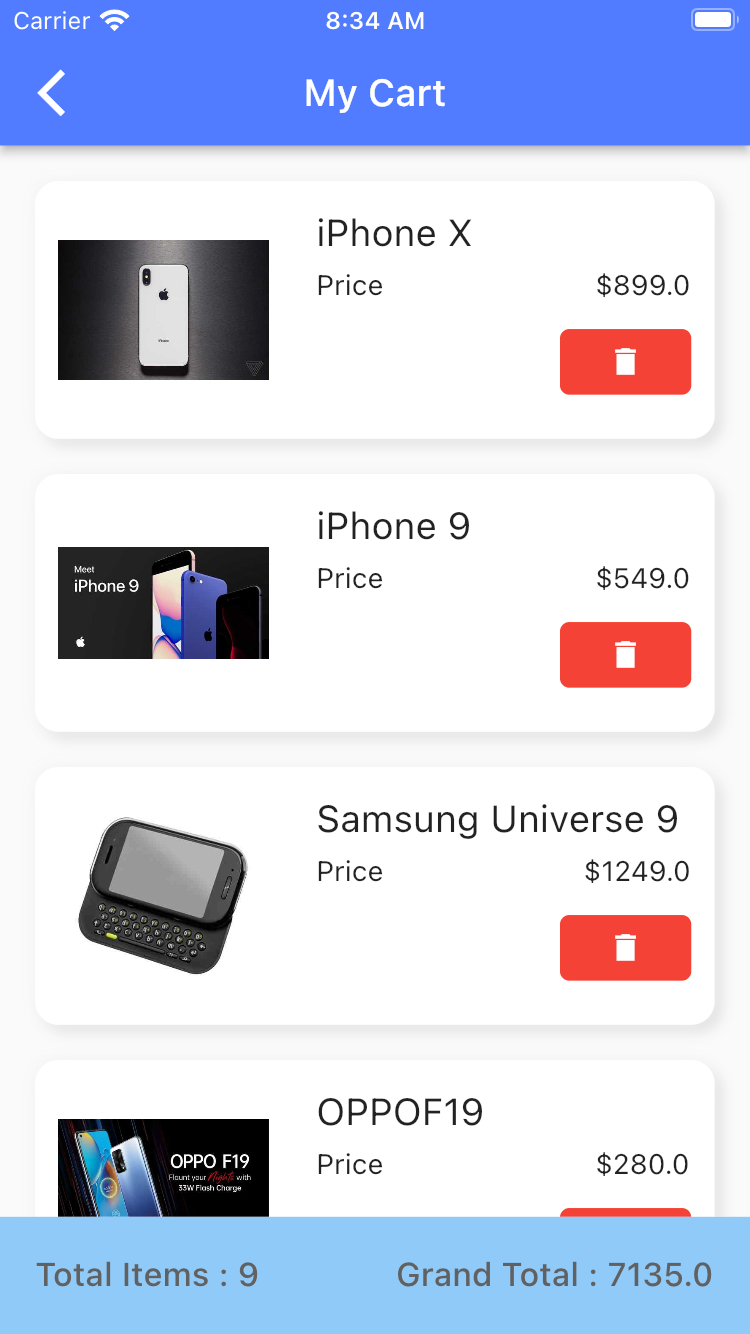 Carrier 8:34 AM
My Cart
iPhone X
Price $899.0
iPhone 9
Meet
iPhone 9
Price $549.0
Samsung Universe 9
Price $1249.0
OPPOF19
Price $280.0
OPPO F19
Flaunt your Nights with
33W Flash Charge
Total Items : 9 Grand Total : 7135.0